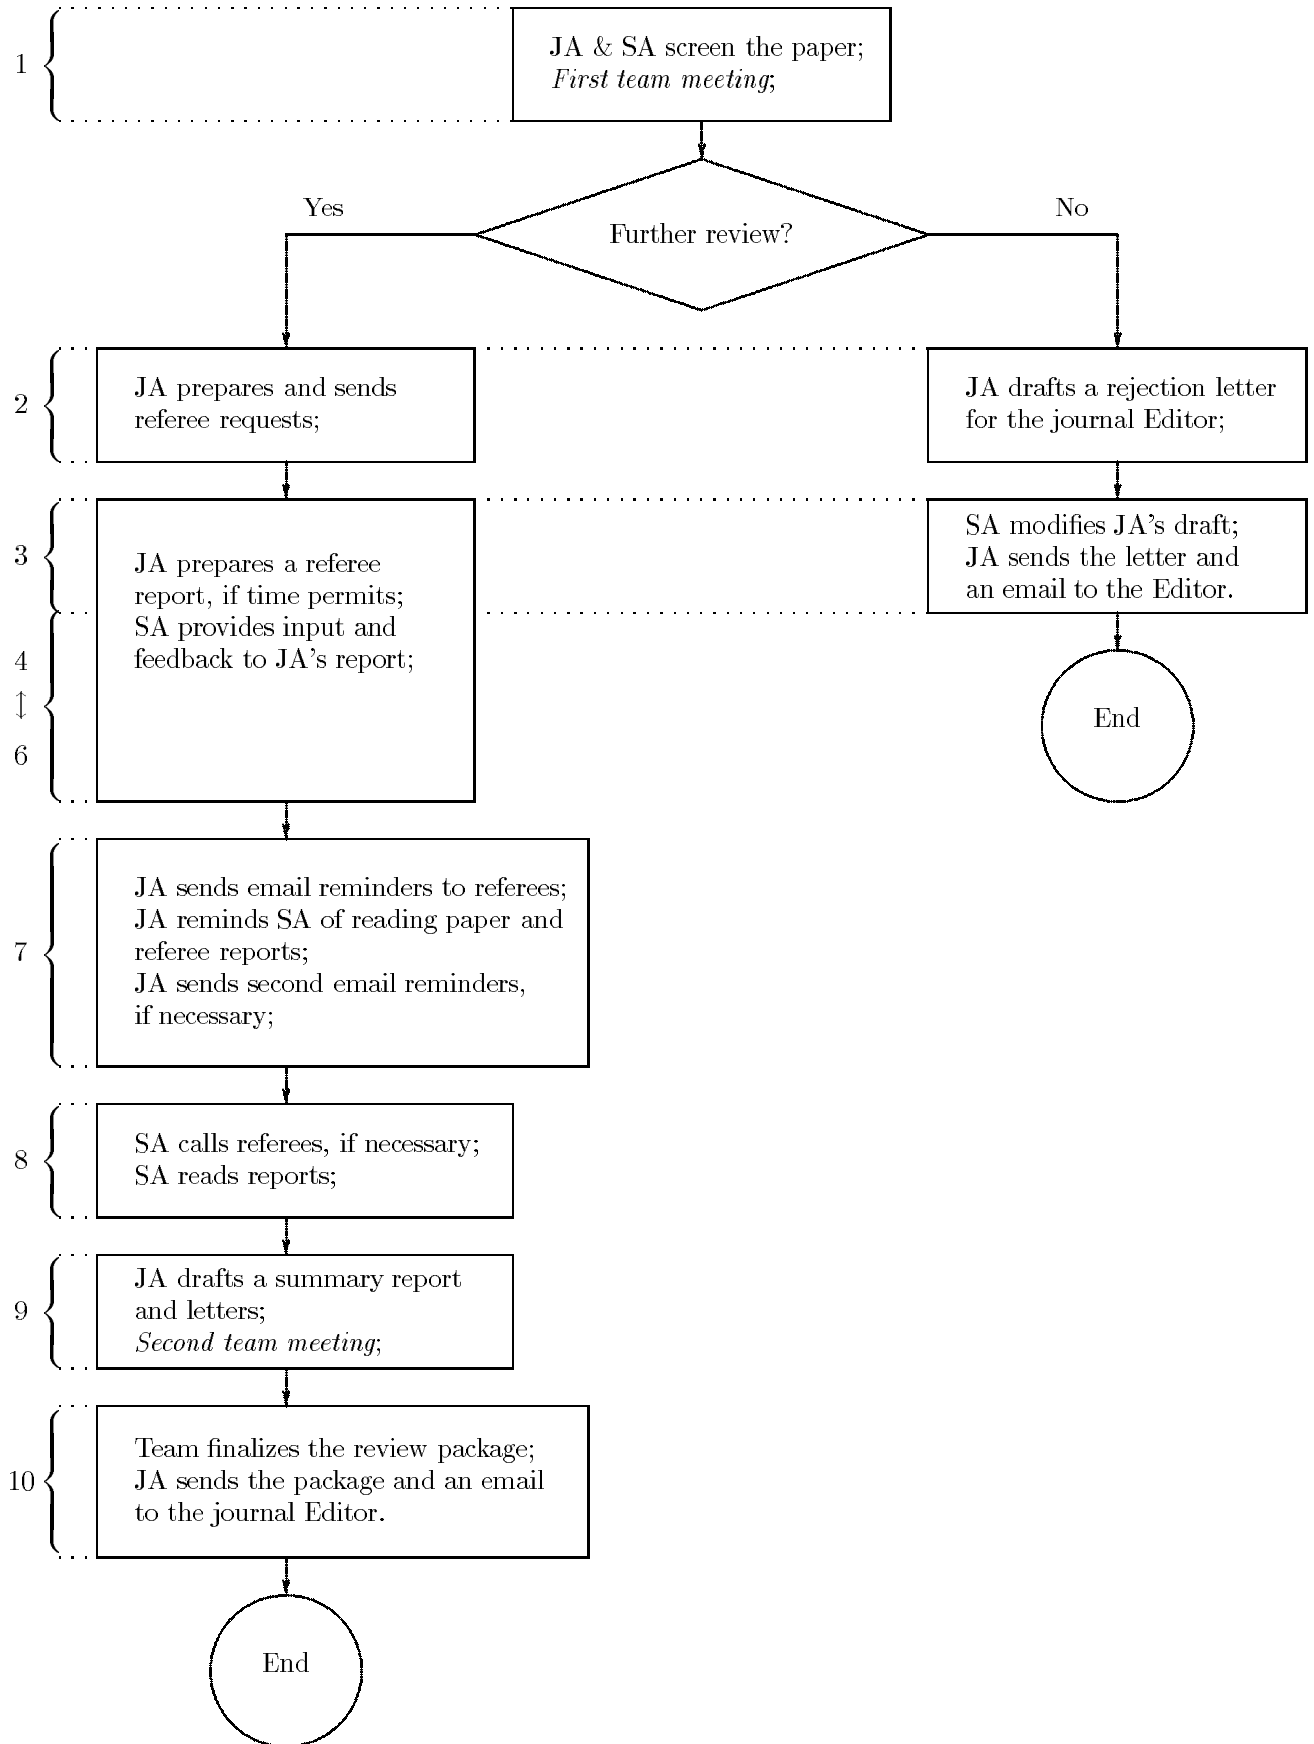 1
JA & SA screen the paper;
First team meeting;
Yes
No
Further review?
2
JA prepares and sends
referee requests;
JA drafts a rejection letter
for the journal Editor;
3
JA prepares a referee
report, if time permits;
SA provides input and
feedback to JA's report;
SA modifies JA's draft;
JA sends the letter and
an email to the Editor.
4
↕
6
End
7
JA sends email reminders to referees;
JA reminds SA of reading paper and
referee reports;
JA sends second email reminders,
if necessary;
8
SA calls referees, if necessary;
SA reads reports;
9
JA drafts a summary report
and letters;
Second team meeting;
10
Team finalizes the review package;
JA sends the package and an email
to the journal Editor.
End